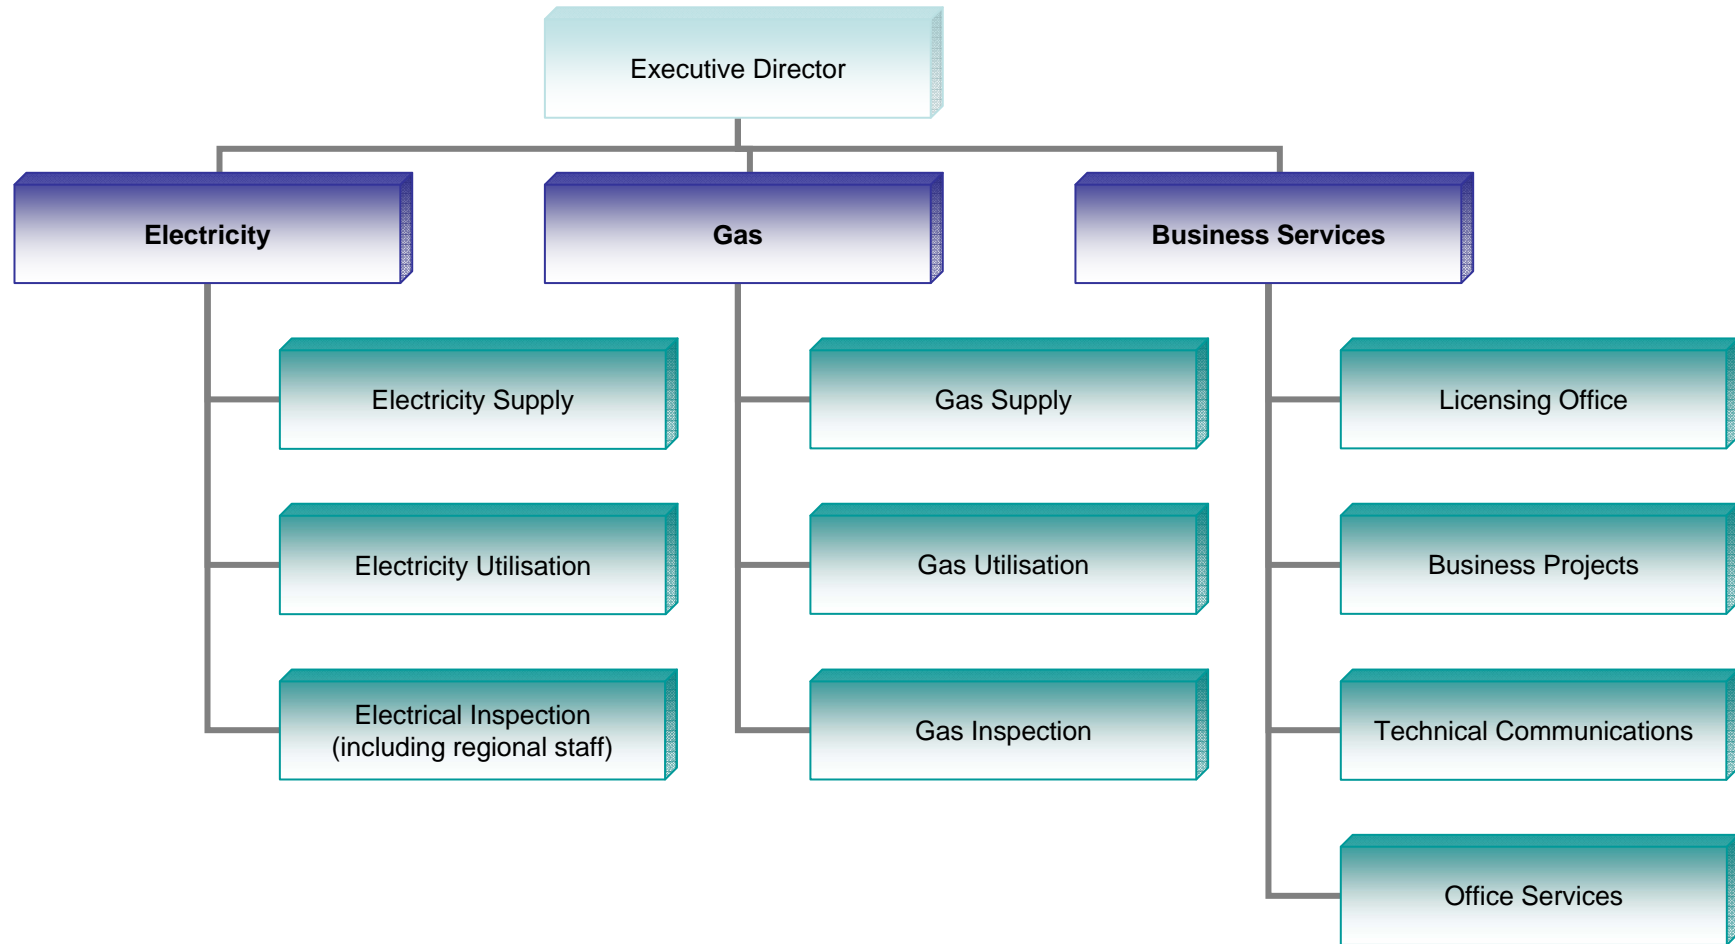 Executive Director
Electricity
Gas
Business Services
Electricity Supply
Gas Supply
Licensing Office
Electricity Utilisation
Gas Utilisation
Business Projects
Electrical Inspection
(including regional staff)
Gas Inspection
Technical Communications
Office Services